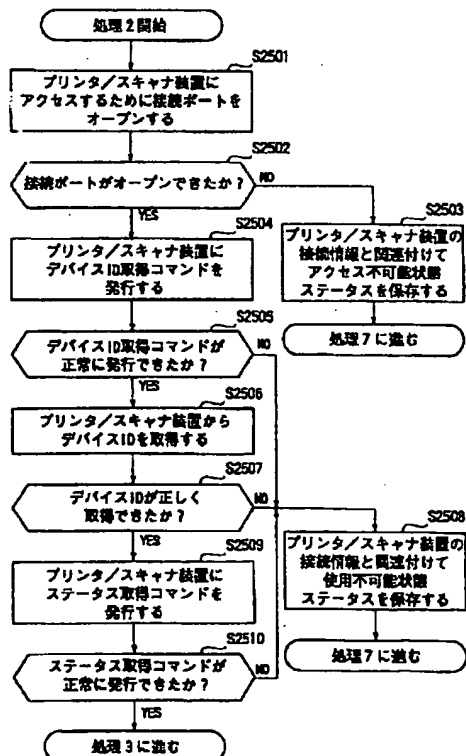 処理2開始
S2501
プリンタ／スキャナ装置に
アクセスするために接続ポートを
オープンする
S2502
接続ポートがオープンできたか？
NO
YES
S2503
プリンタ／スキャナ装置の
接続情報と関連付けて
アクセス不可能状態
ステータスを保存する
処理7に進む
S2504
プリンタ／スキャナ装置に
デバイスID取得コマンドを
発行する
S2505
デバイスID取得コマンドが
正常に発行できたか？
NO
YES
S2506
プリンタ／スキャナ装置から
デバイスIDを取得する
S2507
デバイスIDが正しく
取得できたか？
NO
YES
S2508
プリンタ／スキャナ装置の
接続情報と関連付けて
使用不可能状態
ステータスを保存する
処理7に進む
S2509
プリンタ／スキャナ装置に
ステータス取得コマンドを
発行する
S2510
ステータス取得コマンドが
正常に発行できたか？
NO
YES
処理3に進む